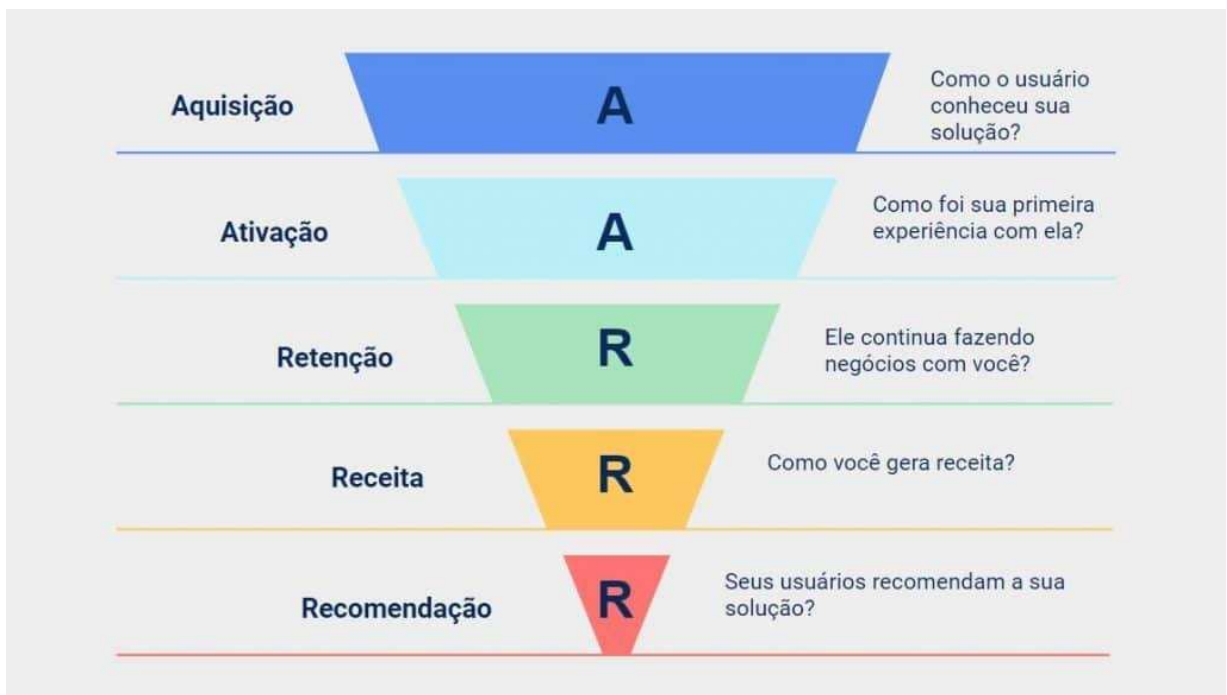 Aquisição
A
Como o usuário
conheceu sua
solução?
Ativação
A
Como foi sua primeira
experiência com ela?
Retenção
R
Ele continua fazendo
negócios com você?
Receita
R
Como você gera receita?
Recomendação
R
Seus usuários recomendam a sua
solução?